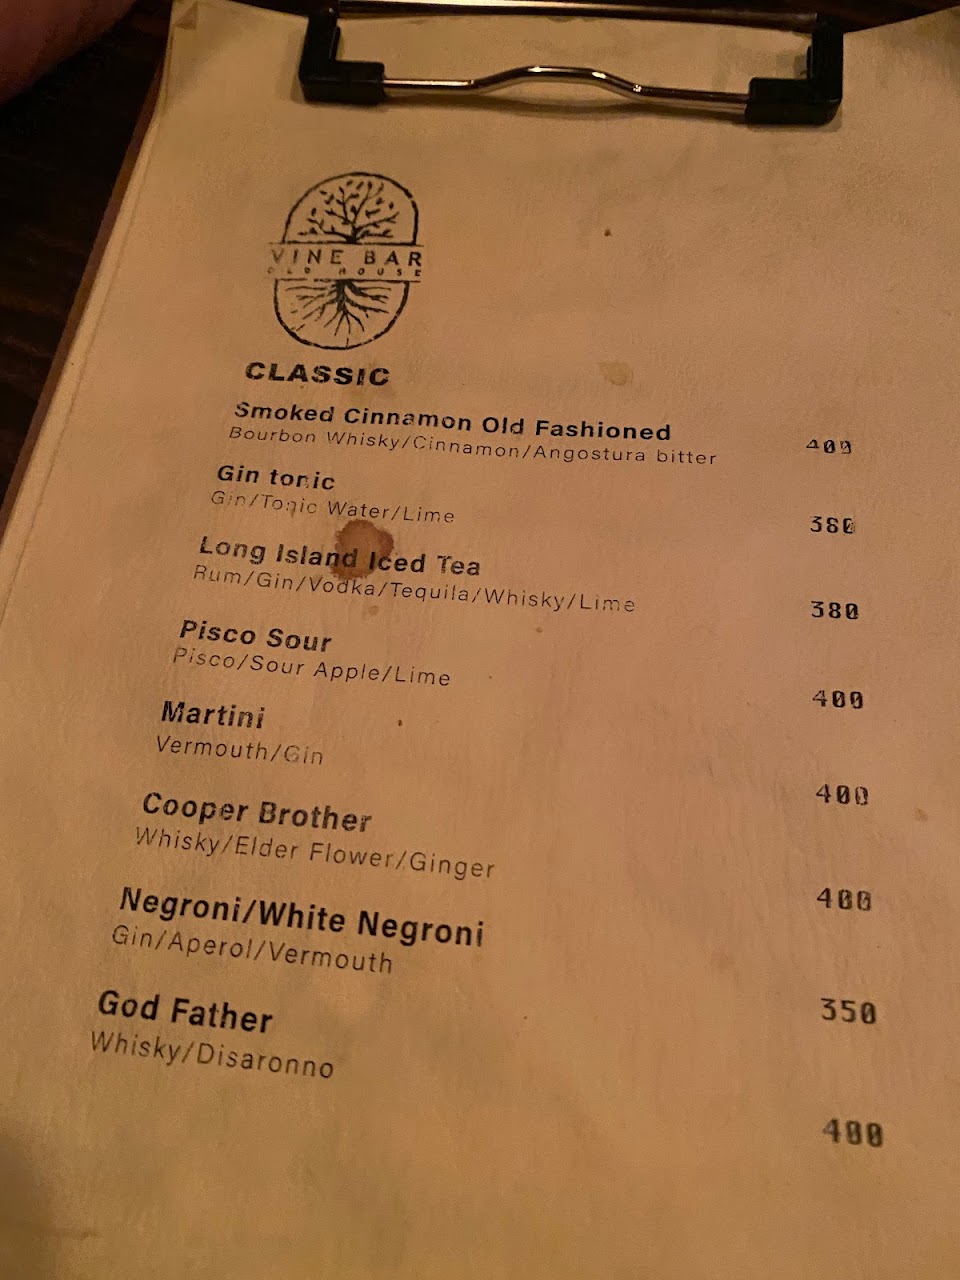 VINE BAR
OLD HOUSE
CLASSIC
Smoked Cinnamon Old Fashioned 400
Bourbon Whisky/Cinnamon/Angostura bitter
Gin tonic 380
Gin/Tonic Water/Lime
Long Island Iced Tea 380
Rum/Gin/Vodka/Tequila/Whisky/Lime
Pisco Sour 400
Pisco/Sour Apple/Lime
Martini 400
Vermouth/Gin
Cooper Brother 400
Whisky/Elder Flower/Ginger
Negroni/White Negroni 350
Gin/Aperol/Vermouth
God Father 400
Whisky/Disaronno